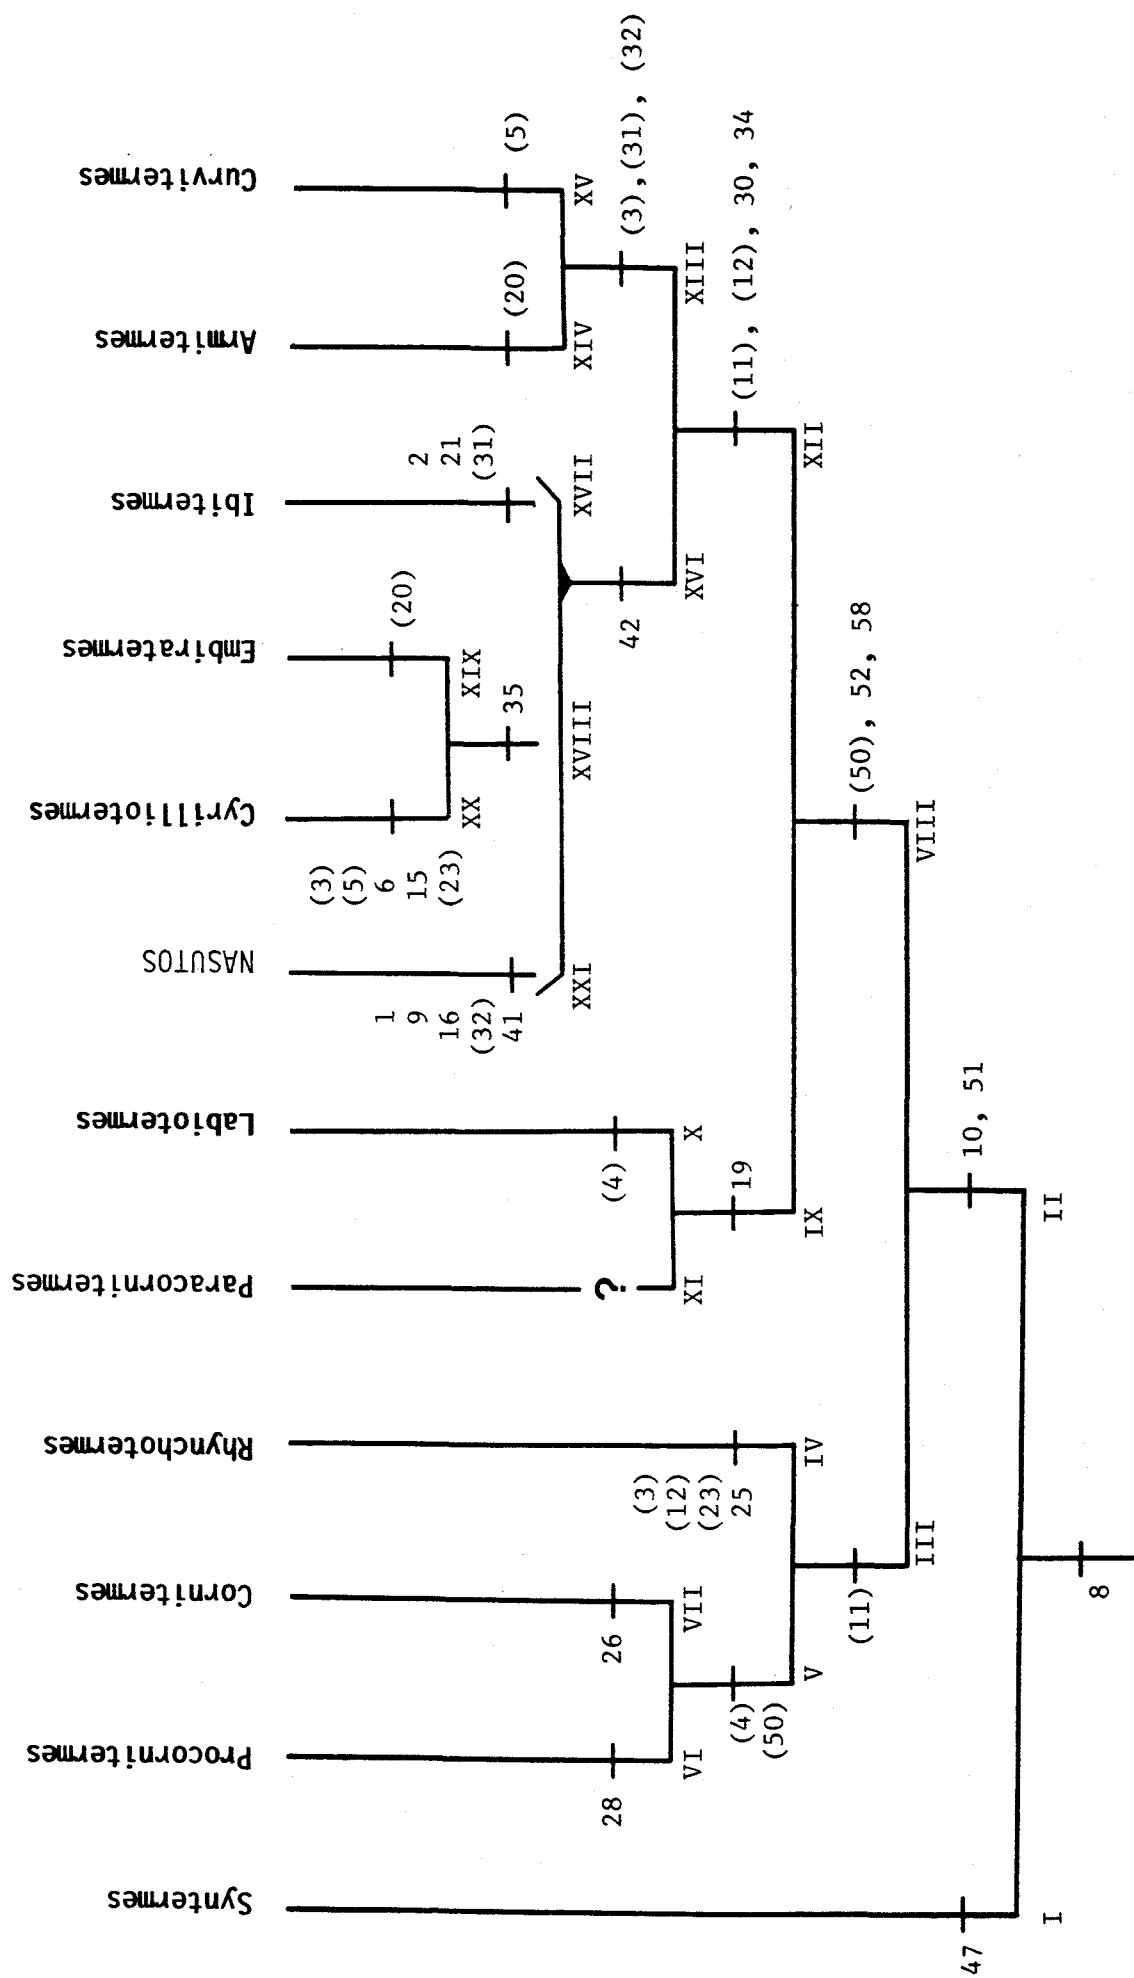 Syntermes
Procornitermes
Cornitermes
Rhynchotermes
Paracornitermes
Labiotermes
NASUTOS
Cyrilliotermes
Embiratermes
Ibitermes
Armitermes
Curvitermes
(3)
(5)
6
15
(23)
(20)
1
9
16
(32)
41
35
2
21
(31)
(20)
(5)
XX
XIX
XXI
XVIII
XVII
XIV
XV
28
26
(3)
(12)
(23)
25
?
(4)
42
(3),(31), (32)
VI
VII
XI
X
XVI
XIII
(4)
(50)
19
(11), (12), 30, 34
V
IV
IX
XII
(11)
(50), 52, 58
III
VIII
47
10, 51
I
II
8